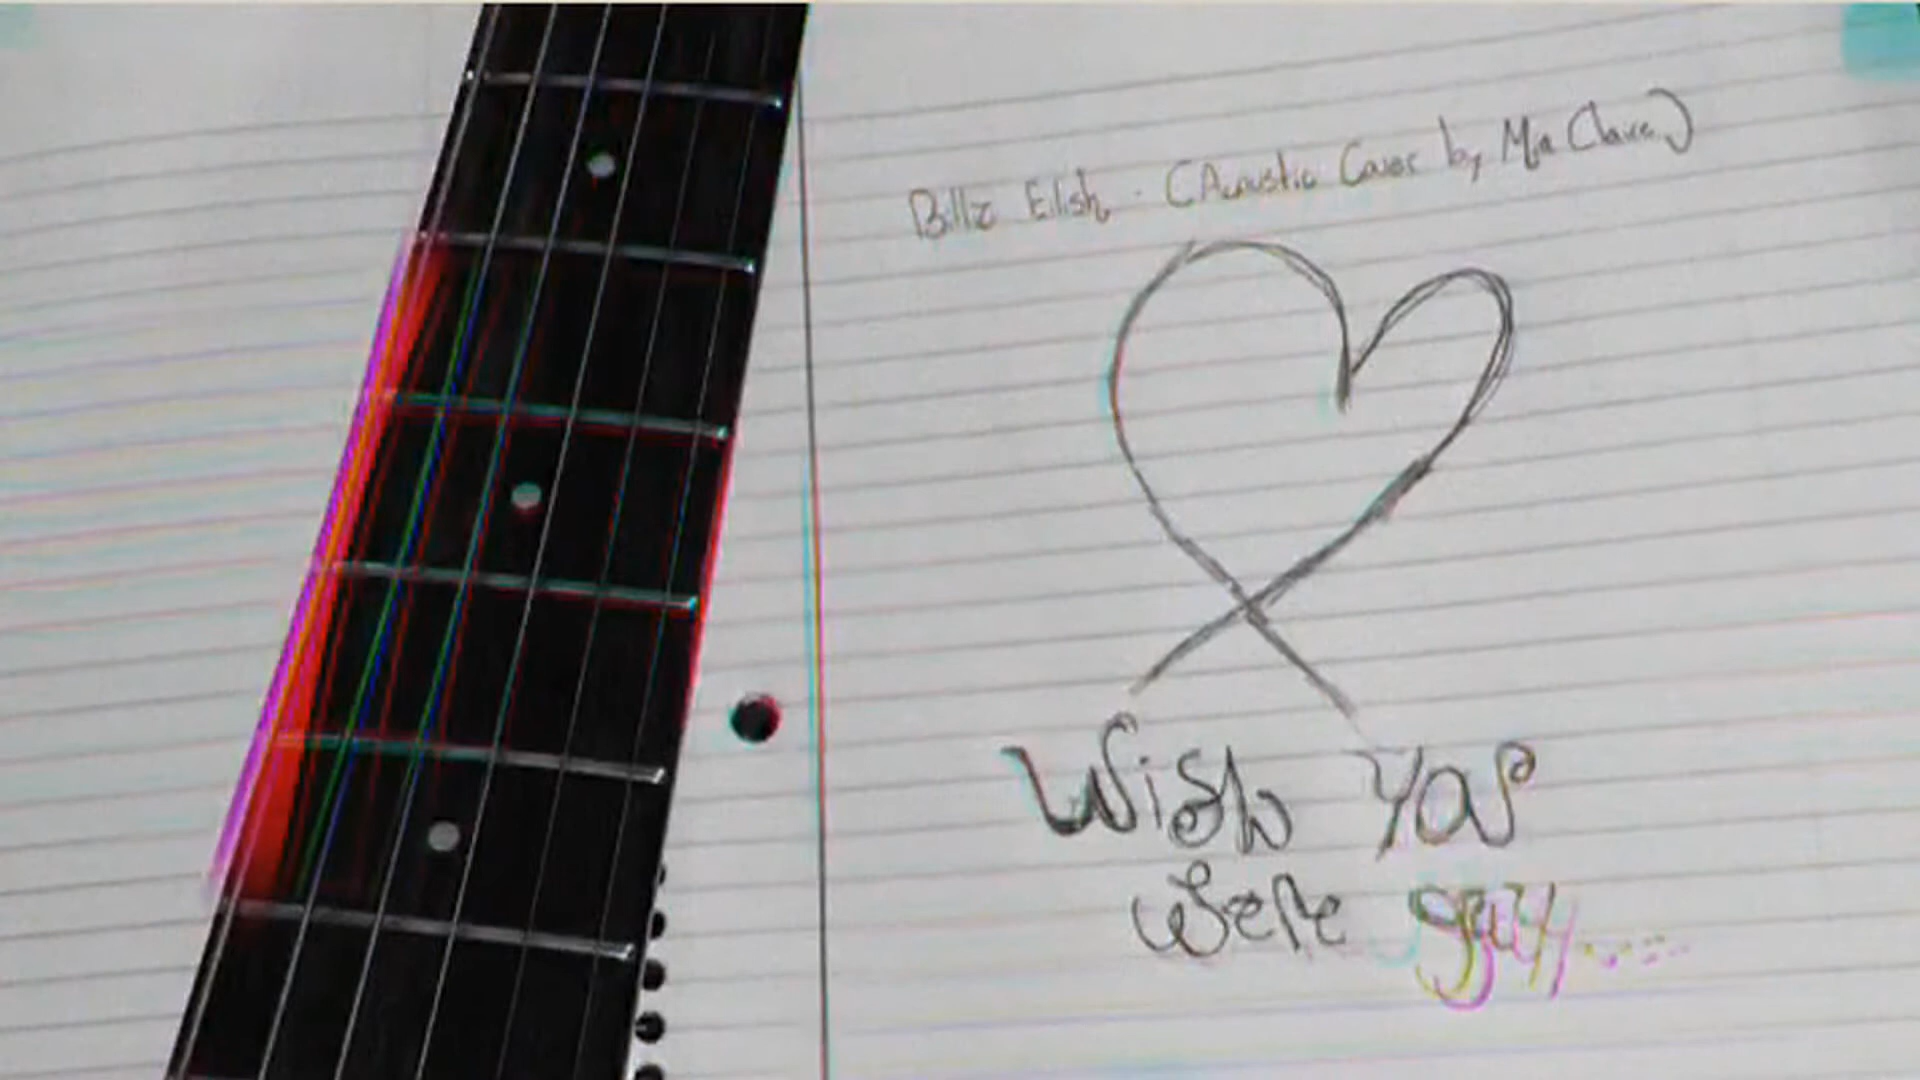 Billie Eilish - (Acoustic Cover by Mia Claire)
Wish You
Were gay....